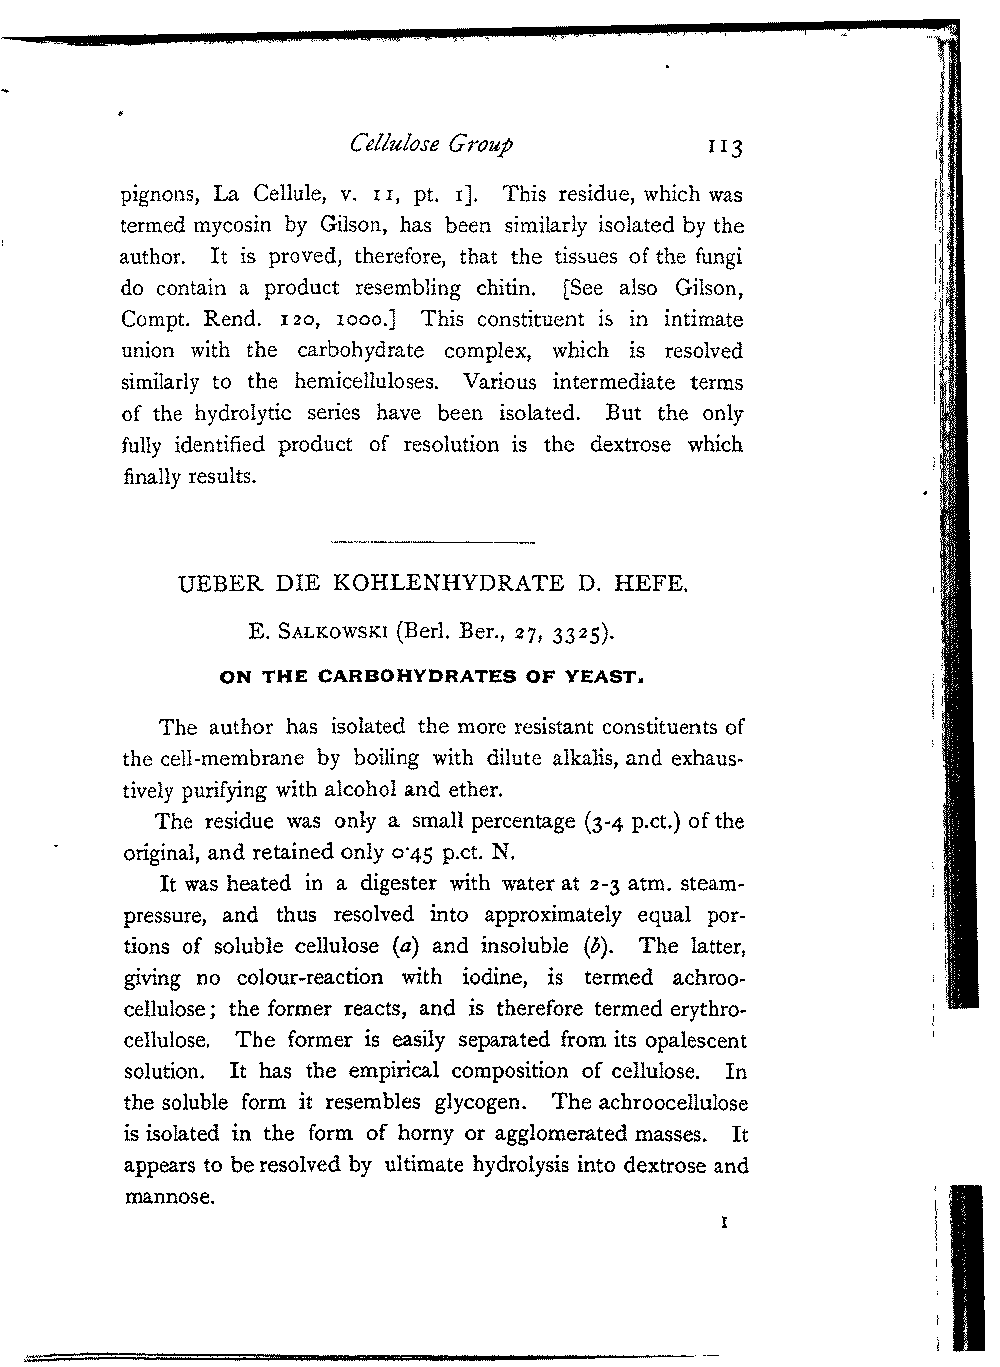 Cellulose Group 113
pignons, La Cellule, v. 11, pt. 1]. This residue, which was
termed mycosin by Gilson, has been similarly isolated by the
author. It is proved, therefore, that the tissues of the fungi
do contain a product resembling chitin. [See also Gilson,
Compt. Rend. 120, 1000.] This constituent is in intimate
union with the carbohydrate complex, which is resolved
similarly to the hemicelluloses. Various intermediate terms
of the hydrolytic series have been isolated. But the only
fully identified product of resolution is the dextrose which
finally results.
UEBER DIE KOHLENHYDRATE D. HEFE.
E. SALKOWSKI (Berl. Ber., 27, 3325).
ON THE CARBOHYDRATES OF YEAST.
The author has isolated the more resistant constituents of
the cell-membrane by boiling with dilute alkalis, and exhaus-
tively purifying with alcohol and ether.
The residue was only a small percentage (3-4 p.ct.) of the
original, and retained only 0·45 p.ct. N.
It was heated in a digester with water at 2-3 atm. steam-
pressure, and thus resolved into approximately equal por-
tions of soluble cellulose (a) and insoluble (b). The latter,
giving no colour-reaction with iodine, is termed achroo-
cellulose; the former reacts, and is therefore termed erythro-
cellulose. The former is easily separated from its opalescent
solution. It has the empirical composition of cellulose. In
the soluble form it resembles glycogen. The achroocellulose
is isolated in the form of horny or agglomerated masses. It
appears to be resolved by ultimate hydrolysis into dextrose and
mannose.
I